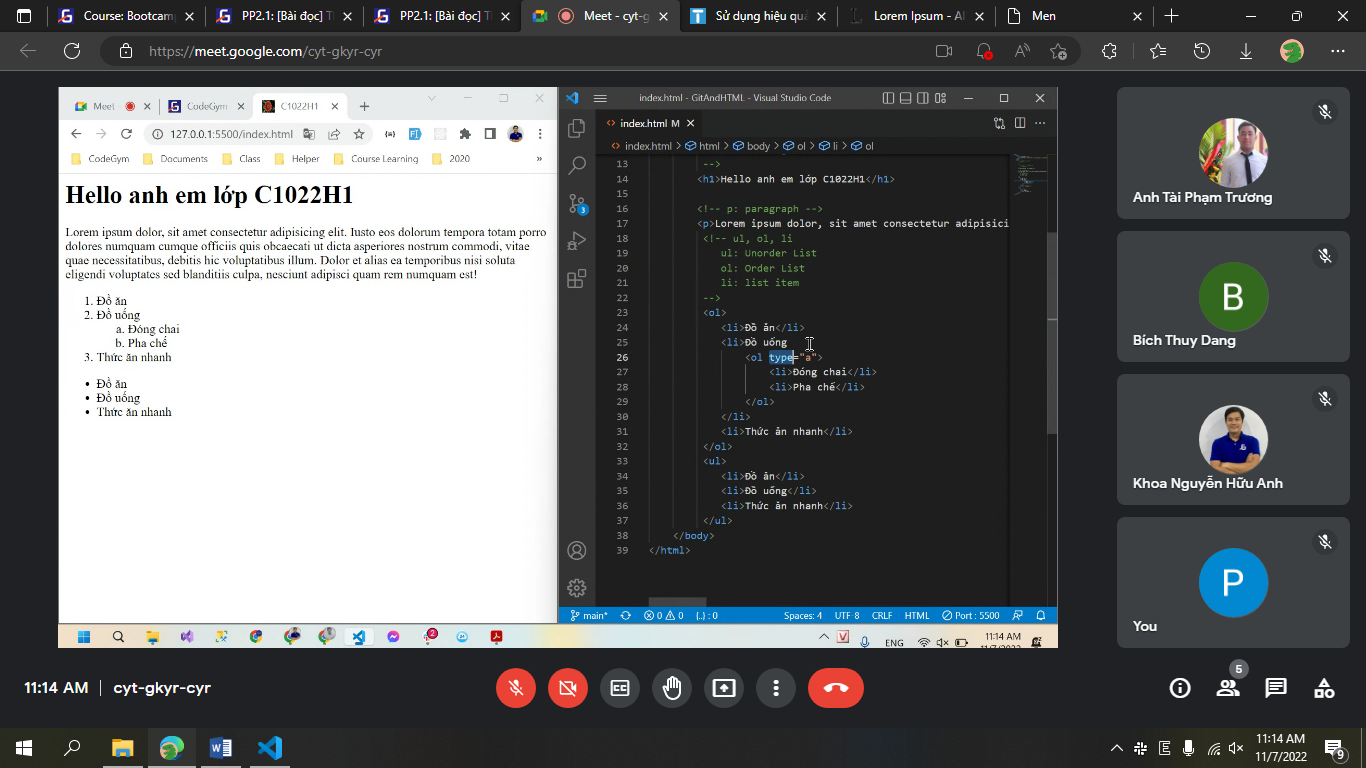 Course: Bootcam
PP2.1: [Bài đọc] T
PP2.1: [Bài đọc] T
Meet - cyt-g
Sử dụng hiệu qu
Lorem Ipsum - Al
Men
https://meet.google.com/cyt-gkyr-cyr
Meet
CodeGym
C1022H1
127.0.0.1:5500/index.html
CodeGym
Documents
Class
Helper
Course Learning
2020
»
Hello anh em lớp C1022H1
Lorem ipsum dolor, sit amet consectetur adipisicing elit. Iusto eos dolorum tempora totam porro
dolores numquam cumque officiis quis obcaecati ut dicta asperiores nostrum commodi, vitae
quae necessitatibus, debitis hic voluptatibus illum. Dolor et alias ea temporibus nisi soluta
eligendi voluptates sed blanditiis culpa, nesciunt adipisci quam rem numquam est!
1. Đồ ăn
2. Đồ uống
a. Đóng chai
b. Pha chế
3. Thức ăn nhanh
• Đồ ăn
• Đồ uống
• Thức ăn nhanh
index.html - GitAndHTML - Visual Studio Code
index.html M
index.html > html > body > ol > li > ol
3
13 -->
14 <h1>Hello anh em lớp C1022H1</h1>
15
16 <!-- p: paragraph -->
17 <p>Lorem ipsum dolor, sit amet consectetur adipisici
18 <!-- ul, ol, li
19 ul: Unorder List
20 ol: Order List
21 li: list item
22 -->
23 <ol>
24 <li>Đồ ăn</li>
25 <li>Đồ uống
26 <ol type="a">
27 <li>Đóng chai</li>
28 <li>Pha chế</li>
29 </ol>
30 </li>
31 <li>Thức ăn nhanh</li>
32 </ol>
33 <ul>
34 <li>Đồ ăn</li>
35 <li>Đồ uống</li>
36 <li>Thức ăn nhanh</li>
37 </ul>
38 </body>
39 </html>
main* 0 0 {..} : 0 Spaces: 4 UTF-8 CRLF HTML Port : 5500
2
ENG
11:14 AM
11/7/2022
Anh Tài Phạm Trương
B
Bích Thuy Dang
Khoa Nguyễn Hữu Anh
P
You
11:14 AM | cyt-gkyr-cyr
5
11:14 AM
11/7/2022
9